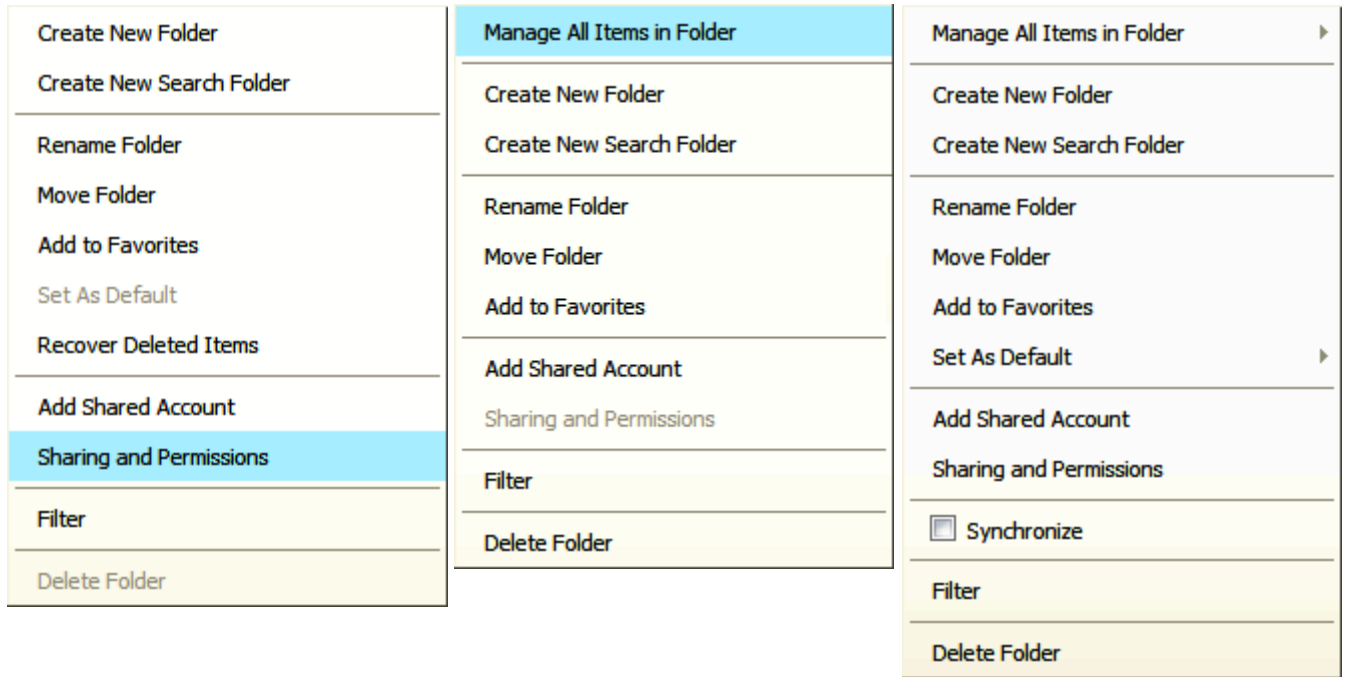 Create New Folder
Create New Search Folder
Rename Folder
Move Folder
Add to Favorites
Set As Default
Recover Deleted Items
Add Shared Account
Sharing and Permissions
Filter
Delete Folder
Manage All Items in Folder
Create New Folder
Create New Search Folder
Rename Folder
Move Folder
Add to Favorites
Add Shared Account
Sharing and Permissions
Filter
Delete Folder
Manage All Items in Folder
Create New Folder
Create New Search Folder
Rename Folder
Move Folder
Add to Favorites
Set As Default
Add Shared Account
Sharing and Permissions
Synchronize
Filter
Delete Folder